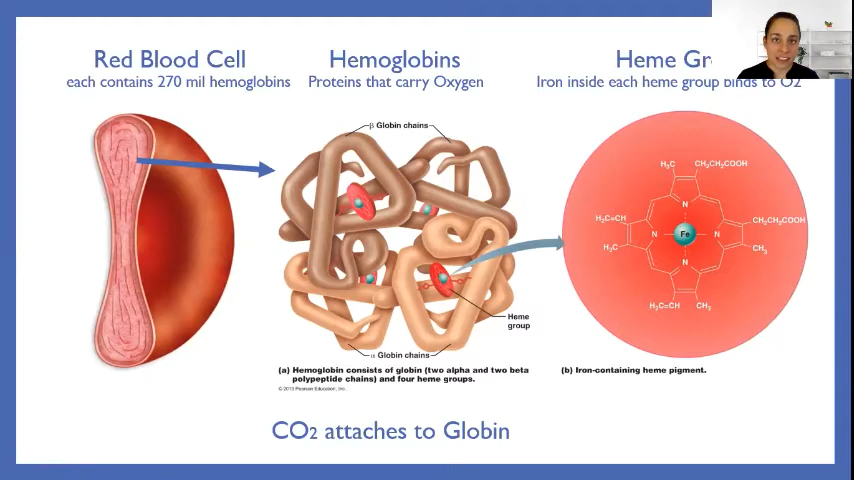 Red Blood Cell
each contains 270 mil hemoglobins
Hemoglobins
Proteins that carry Oxygen
Heme Gr
Iron inside each heme group binds to O2
β Globin chains
Heme
group
α Globin chains
(a) Hemoglobin consists of globin (two alpha and two beta
polypeptide chains) and four heme groups.
© 2013 Pearson Education, Inc.
H₃C
CH₂CH₂COOH
H₂C=CH
CH₂CH₂COOH
N
N
Fe
N
N
H₃C
CH₃
H₂C=CH
CH₃
(b) Iron-containing heme pigment.
CO2 attaches to Globin